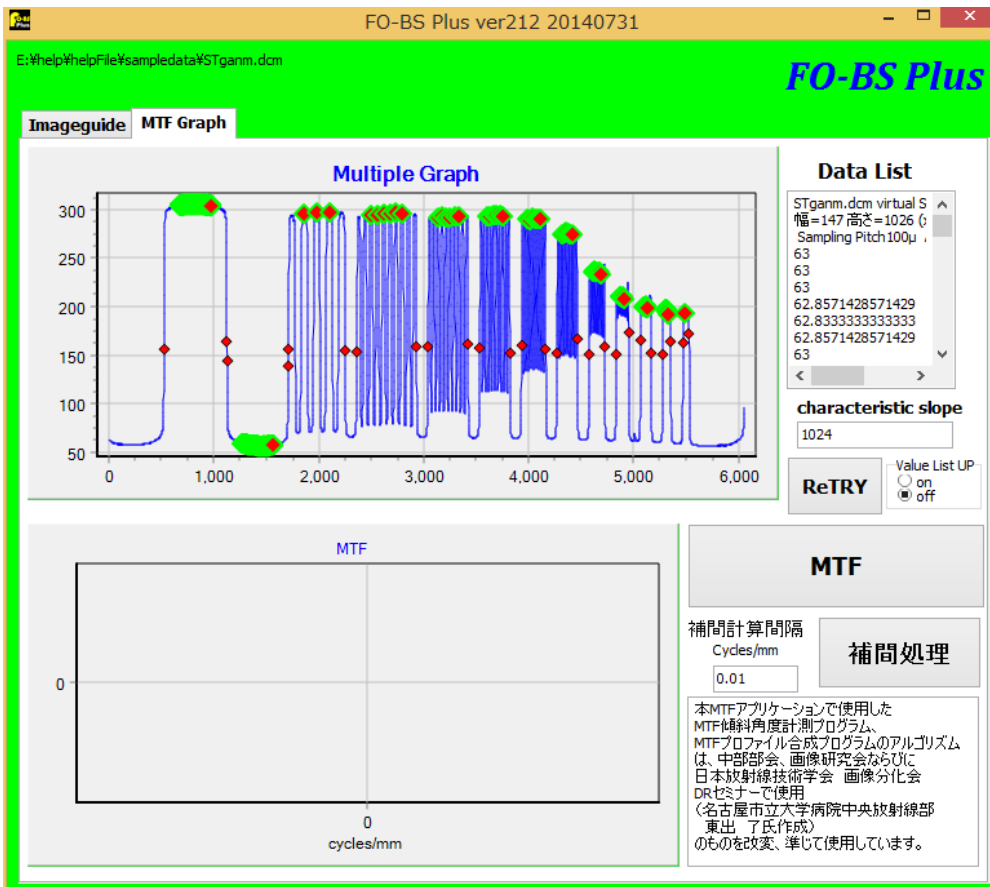 FO-BS Plus ver212 20140731
E:¥help¥helpFile¥sampledata¥STganm.dcm
FO-BS Plus
Imageguide
MTF Graph
Multiple Graph
300
250
200
150
100
50
0
1,000
2,000
3,000
4,000
5,000
6,000
Data List
STganm.dcm virtual S
幅=147 高さ=1026 (x
Sampling Pitch100μ
63
63
63
62.8571428571429
62.8333333333333
62.8571428571429
63
characteristic slope
1024
ReTRY
Value List UP
on
off
MTF
0
0
cycles/mm
MTF
補間計算間隔
Cycles/mm
0.01
補間処理
本MTFアプリケーションで使用した
MTF傾斜角度計測プログラム、
MTFプロファイル合成プログラムのアルゴリズム
は、中部部会、画像研究会ならびに
日本放射線技術学会 画像分化会
DRセミナーで使用
(名古屋市立大学病院中央放射線部
東出 了氏作成)
のものを改変、準じて使用しています。